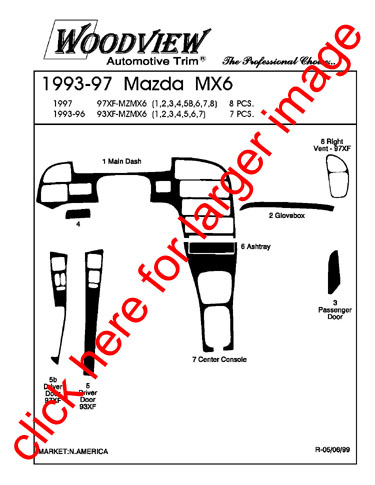 WOODVIEW
Automotive Trim®
The Professional Choice...
1993-97 Mazda MX6
1997 97XF-MZMX6 (1,2,3,4,5B,6,7,8) 8 PCS.
1993-96 93XF-MZMX6 (1,2,3,4,5,6,7) 7 PCS.
8 Right
Vent - 97XF
1 Main Dash
2 Glovebox
4
6 Ashtray
3
Passenger
Door
7 Center Console
5b
Driver
Door
97XF
5
Driver
Door
93XF
MARKET:N.AMERICA
R-05/06/99
click here for larger image